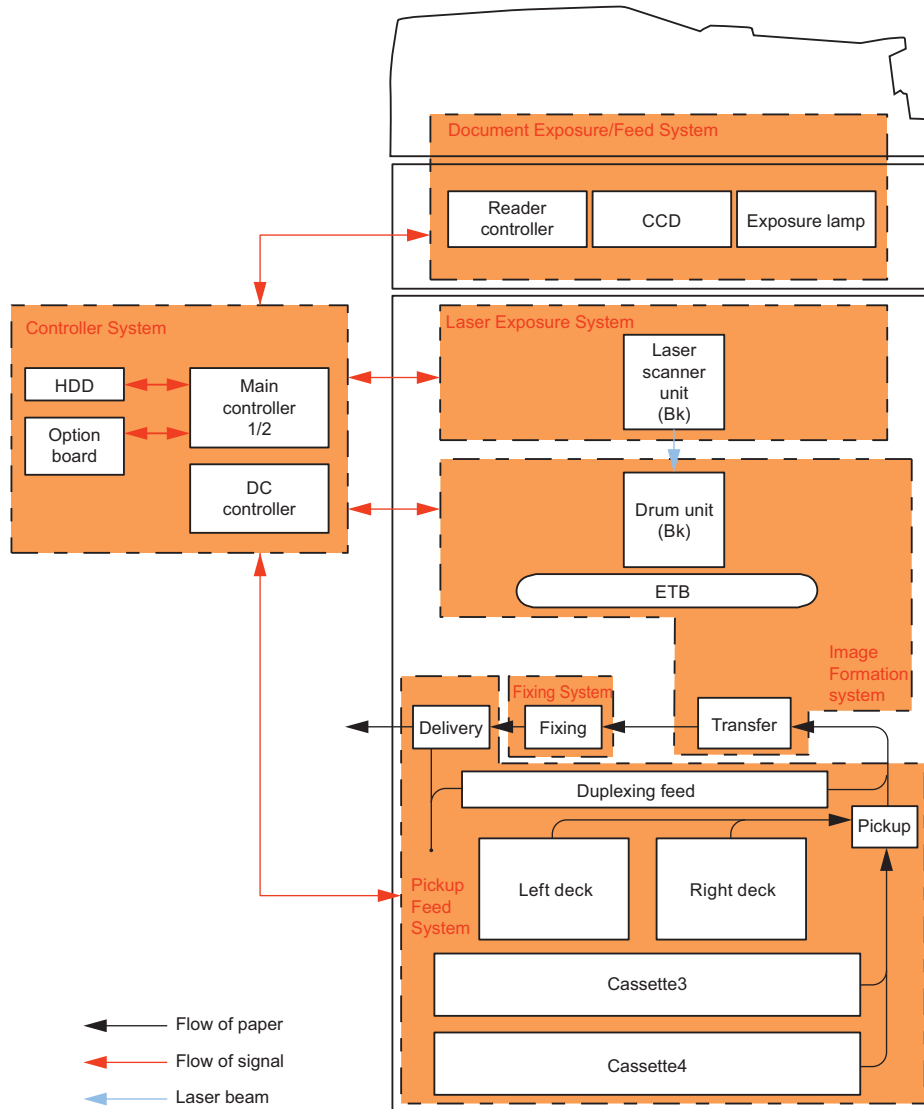 Document Exposure/Feed System
Reader
controller
CCD
Exposure lamp
Controller System
HDD
Option
board
Main
controller
1/2
DC
controller
Laser Exposure System
Laser
scanner
unit
(Bk)
Drum unit
(Bk)
ETB
Image
Formation
system
Fixing System
Delivery
Fixing
Transfer
Duplexing feed
Pickup
Left deck
Right deck
Pickup
Feed
System
Cassette3
Cassette4
Flow of paper
Flow of signal
Laser beam